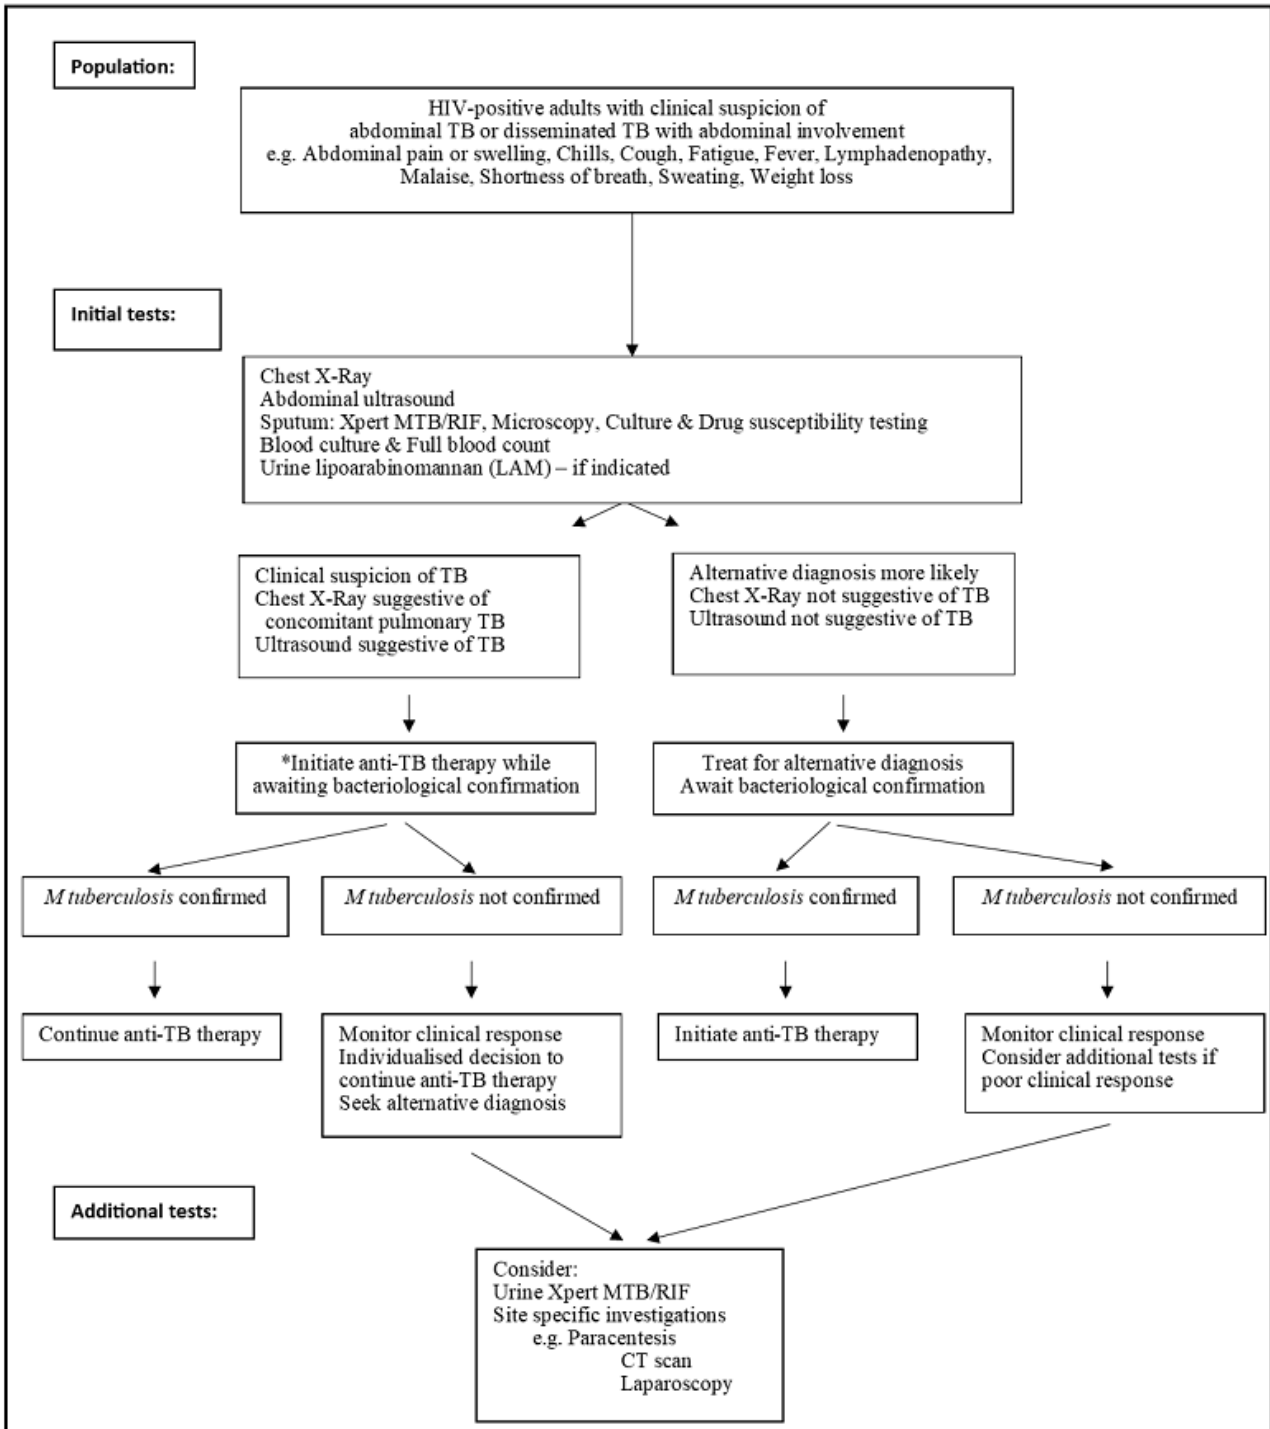 Population:
HIV-positive adults with clinical suspicion of
abdominal TB or disseminated TB with abdominal involvement
e.g. Abdominal pain or swelling, Chills, Cough, Fatigue, Fever, Lymphadenopathy,
Malaise, Shortness of breath, Sweating, Weight loss
Initial tests:
Chest X-Ray
Abdominal ultrasound
Sputum: Xpert MTB/RIF, Microscopy, Culture & Drug susceptibility testing
Blood culture & Full blood count
Urine lipoarabinomannan (LAM) – if indicated
Clinical suspicion of TB
Chest X-Ray suggestive of
concomitant pulmonary TB
Ultrasound suggestive of TB
Alternative diagnosis more likely
Chest X-Ray not suggestive of TB
Ultrasound not suggestive of TB
*Initiate anti-TB therapy while
awaiting bacteriological confirmation
Treat for alternative diagnosis
Await bacteriological confirmation
M tuberculosis confirmed
M tuberculosis not confirmed
M tuberculosis confirmed
M tuberculosis not confirmed
Continue anti-TB therapy
Monitor clinical response
Individualised decision to
continue anti-TB therapy
Seek alternative diagnosis
Initiate anti-TB therapy
Monitor clinical response
Consider additional tests if
poor clinical response
Additional tests:
Consider:
Urine Xpert MTB/RIF
Site specific investigations
e.g. Paracentesis
CT scan
Laparoscopy